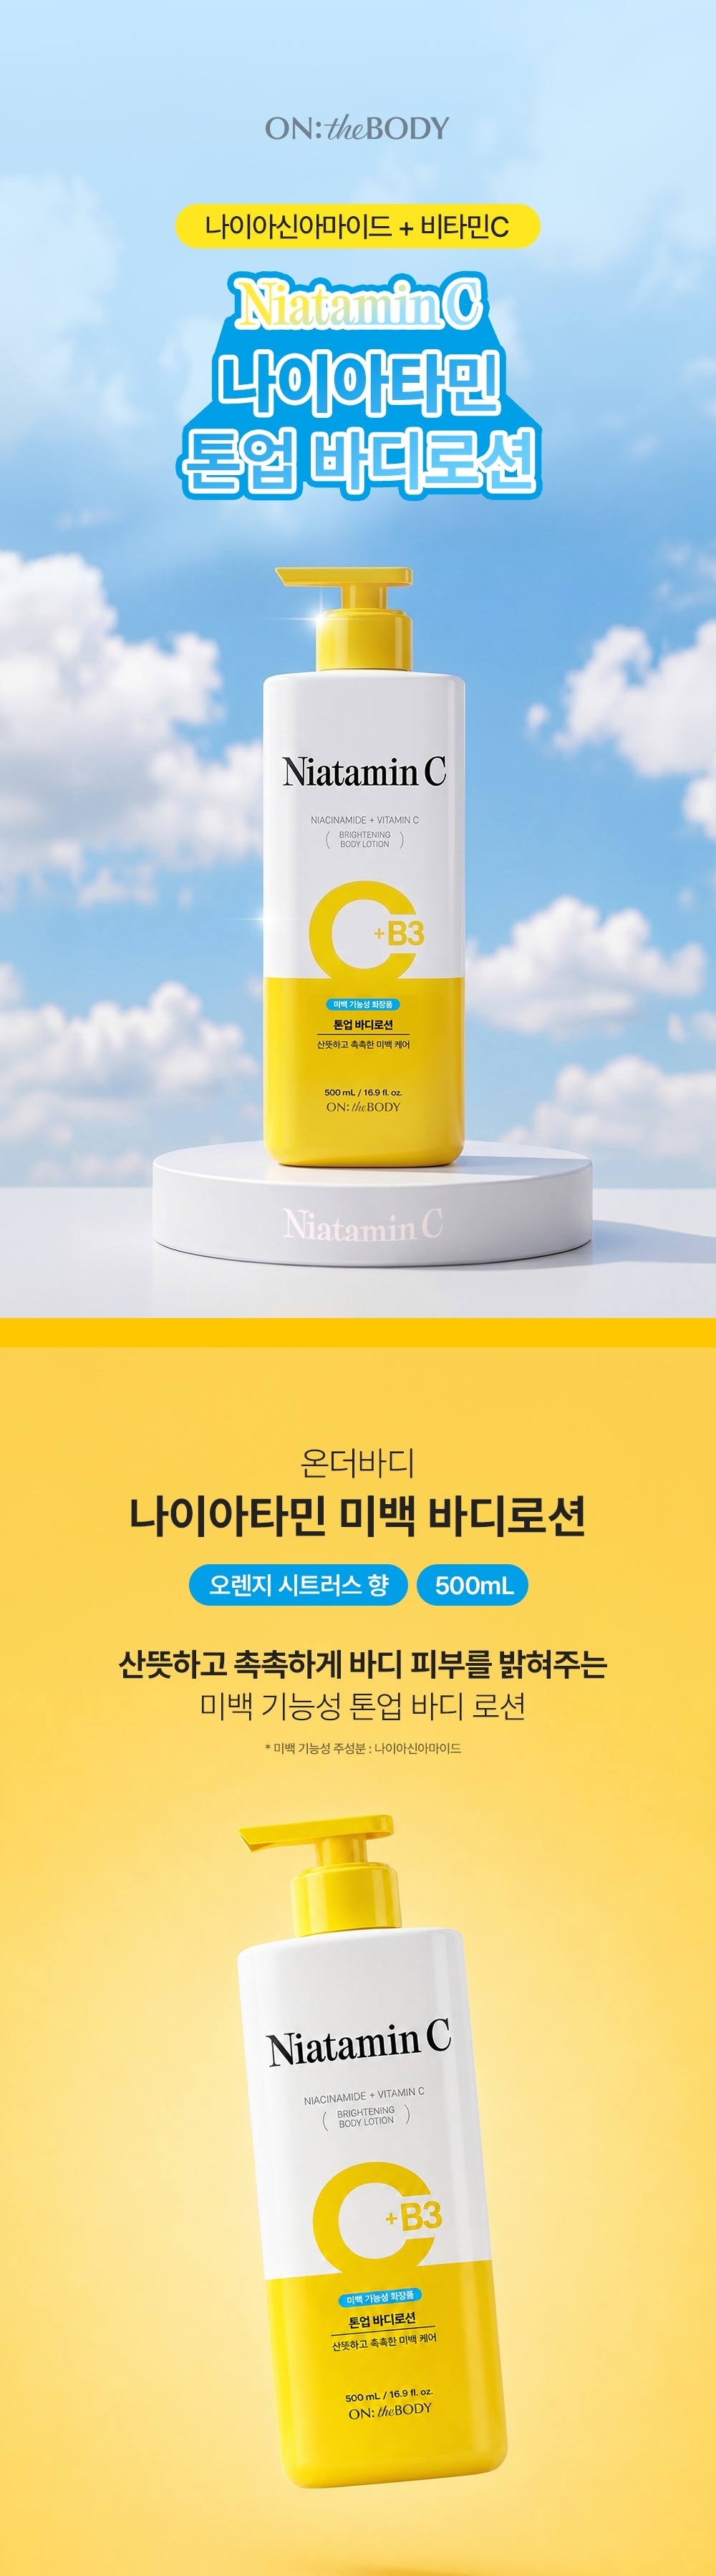 ON:theBODY
나이아신아마이드 + 비타민C
Niatamin C
나이아타민
톤업 바디로션
Niatamin C
NIACINAMIDE + VITAMIN C
( BRIGHTENING
BODY LOTION )
C+B3
미백 기능성 화장품
톤업 바디로션
산뜻하고 촉촉한 미백 케어
500 mL / 16.9 fl. oz.
ON: theBODY
Niatamin C
온더바디
나이아타민 미백 바디로션
오렌지 시트러스 향 500mL
산뜻하고 촉촉하게 바디 피부를 밝혀주는
미백 기능성 톤업 바디 로션
* 미백 기능성 주성분 : 나이아신아마이드
Niatamin C
NIACINAMIDE + VITAMIN C
( BRIGHTENING
BODY LOTION )
C+B3
미백 기능성 화장품
톤업 바디로션
산뜻하고 촉촉한 미백 케어
500 mL / 16.9 fl. oz.
ON: theBODY